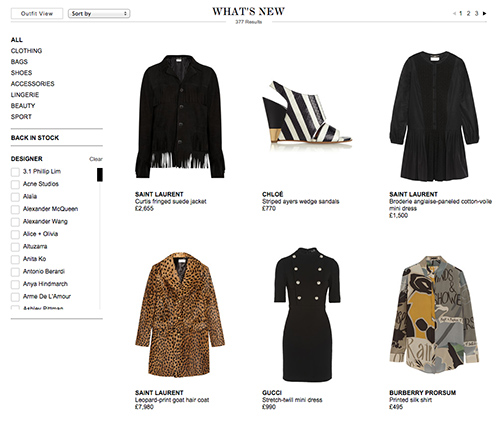 Outfit View
Sort by
WHAT'S NEW
377 Results
1 2 3
ALL
CLOTHING
BAGS
SHOES
ACCESSORIES
LINGERIE
BEAUTY
SPORT
BACK IN STOCK
DESIGNER Clear
3.1 Phillip Lim
Acne Studios
Alaïa
Alexander McQueen
Alexander Wang
Alice + Olivia
Altuzarra
Anita Ko
Antonio Berardi
Anya Hindmarch
Arme De L'Amour
Ashley Pittman
SAINT LAURENT
Curtis fringed suede jacket
£2,655
CHLOÉ
Striped ayers wedge sandals
£770
SAINT LAURENT
Broderie anglaise-paneled cotton-voile
mini dress
£1,500
SAINT LAURENT
Leopard-print goat hair coat
£7,980
GUCCI
Stretch-twill mini dress
£990
BURBERRY PRORSUM
Printed silk shirt
£495